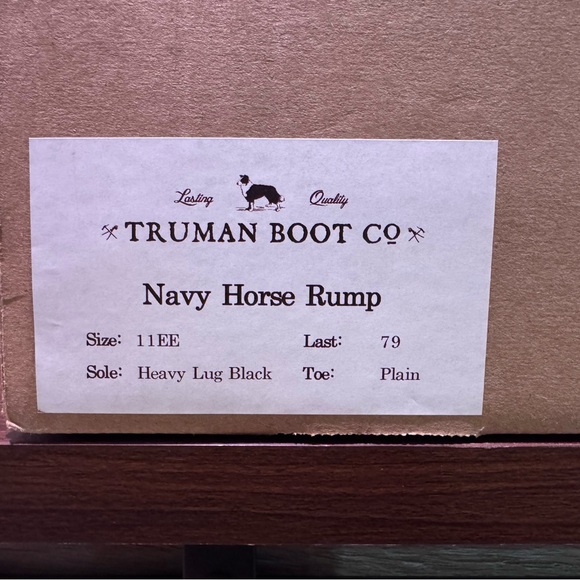 Lasting Quality
TRUMAN BOOT Cº
Navy Horse Rump
Size: 11EE Last: 79
Sole: Heavy Lug Black Toe: Plain